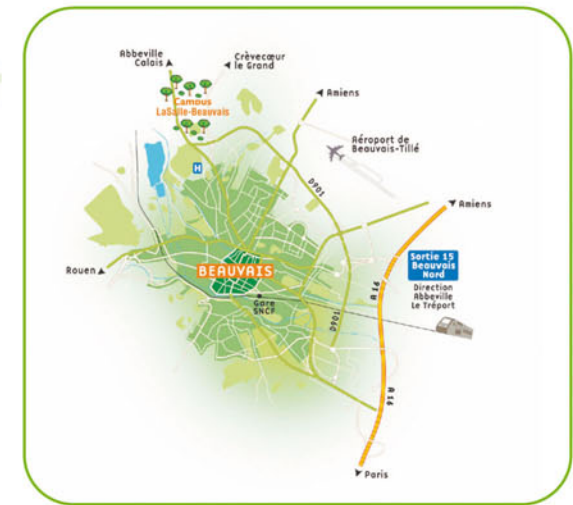 Abbeville
Calais
Crèvecœur
le Grand
Campus
LaSalle-Beauvais
Amiens
Aéroport de
Beauvais-Tillé
H
D901
Amiens
Sortie 15
Beauvais
Nord
Direction
Abbeville
Le Tréport
Rouen
BEAUVAIS
A 16
Gare
SNCF
D901
A 16
Paris